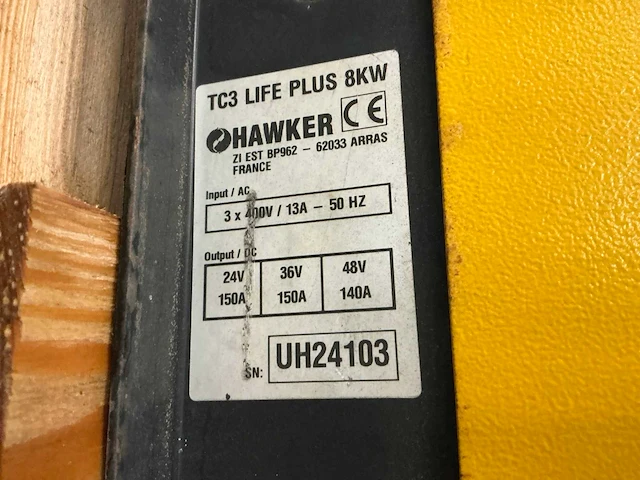 TC3 LIFE PLUS 8KW
HAWKER CE
ZI EST BP962 – 62033 ARRAS
FRANCE
Input / AC
3 x 400V / 13A – 50 HZ
Output / DC
24V 36V 48V
150A 150A 140A
SN: UH24103